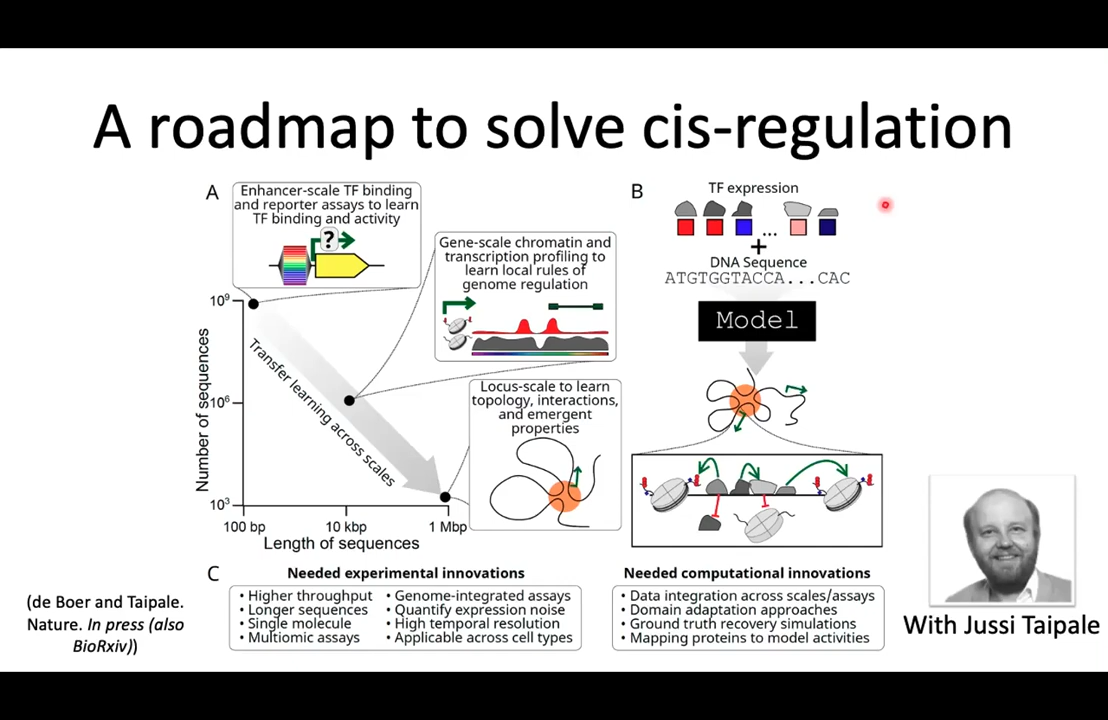 A roadmap to solve cis-regulation
A
Enhancer-scale TF binding
and reporter assays to learn
TF binding and activity
?
Gene-scale chromatin and
transcription profiling to
learn local rules of
genome regulation
Locus-scale to learn
topology, interactions,
and emergent
properties
Transfer learning across scales
Number of sequences
10⁹
10⁶
10³
100 bp 10 kbp 1 Mbp
Length of sequences
B
TF expression
...
+
DNA Sequence
ATGTGGTACCA...CAC
Model
C
Needed experimental innovations
• Higher throughput
• Longer sequences
• Single molecule
• Multiomic assays
• Genome-integrated assays
• Quantify expression noise
• High temporal resolution
• Applicable across cell types
Needed computational innovations
• Data integration across scales/assays
• Domain adaptation approaches
• Ground truth recovery simulations
• Mapping proteins to model activities
(de Boer and Taipale.
Nature. In press (also
BioRxiv))
With Jussi Taipale